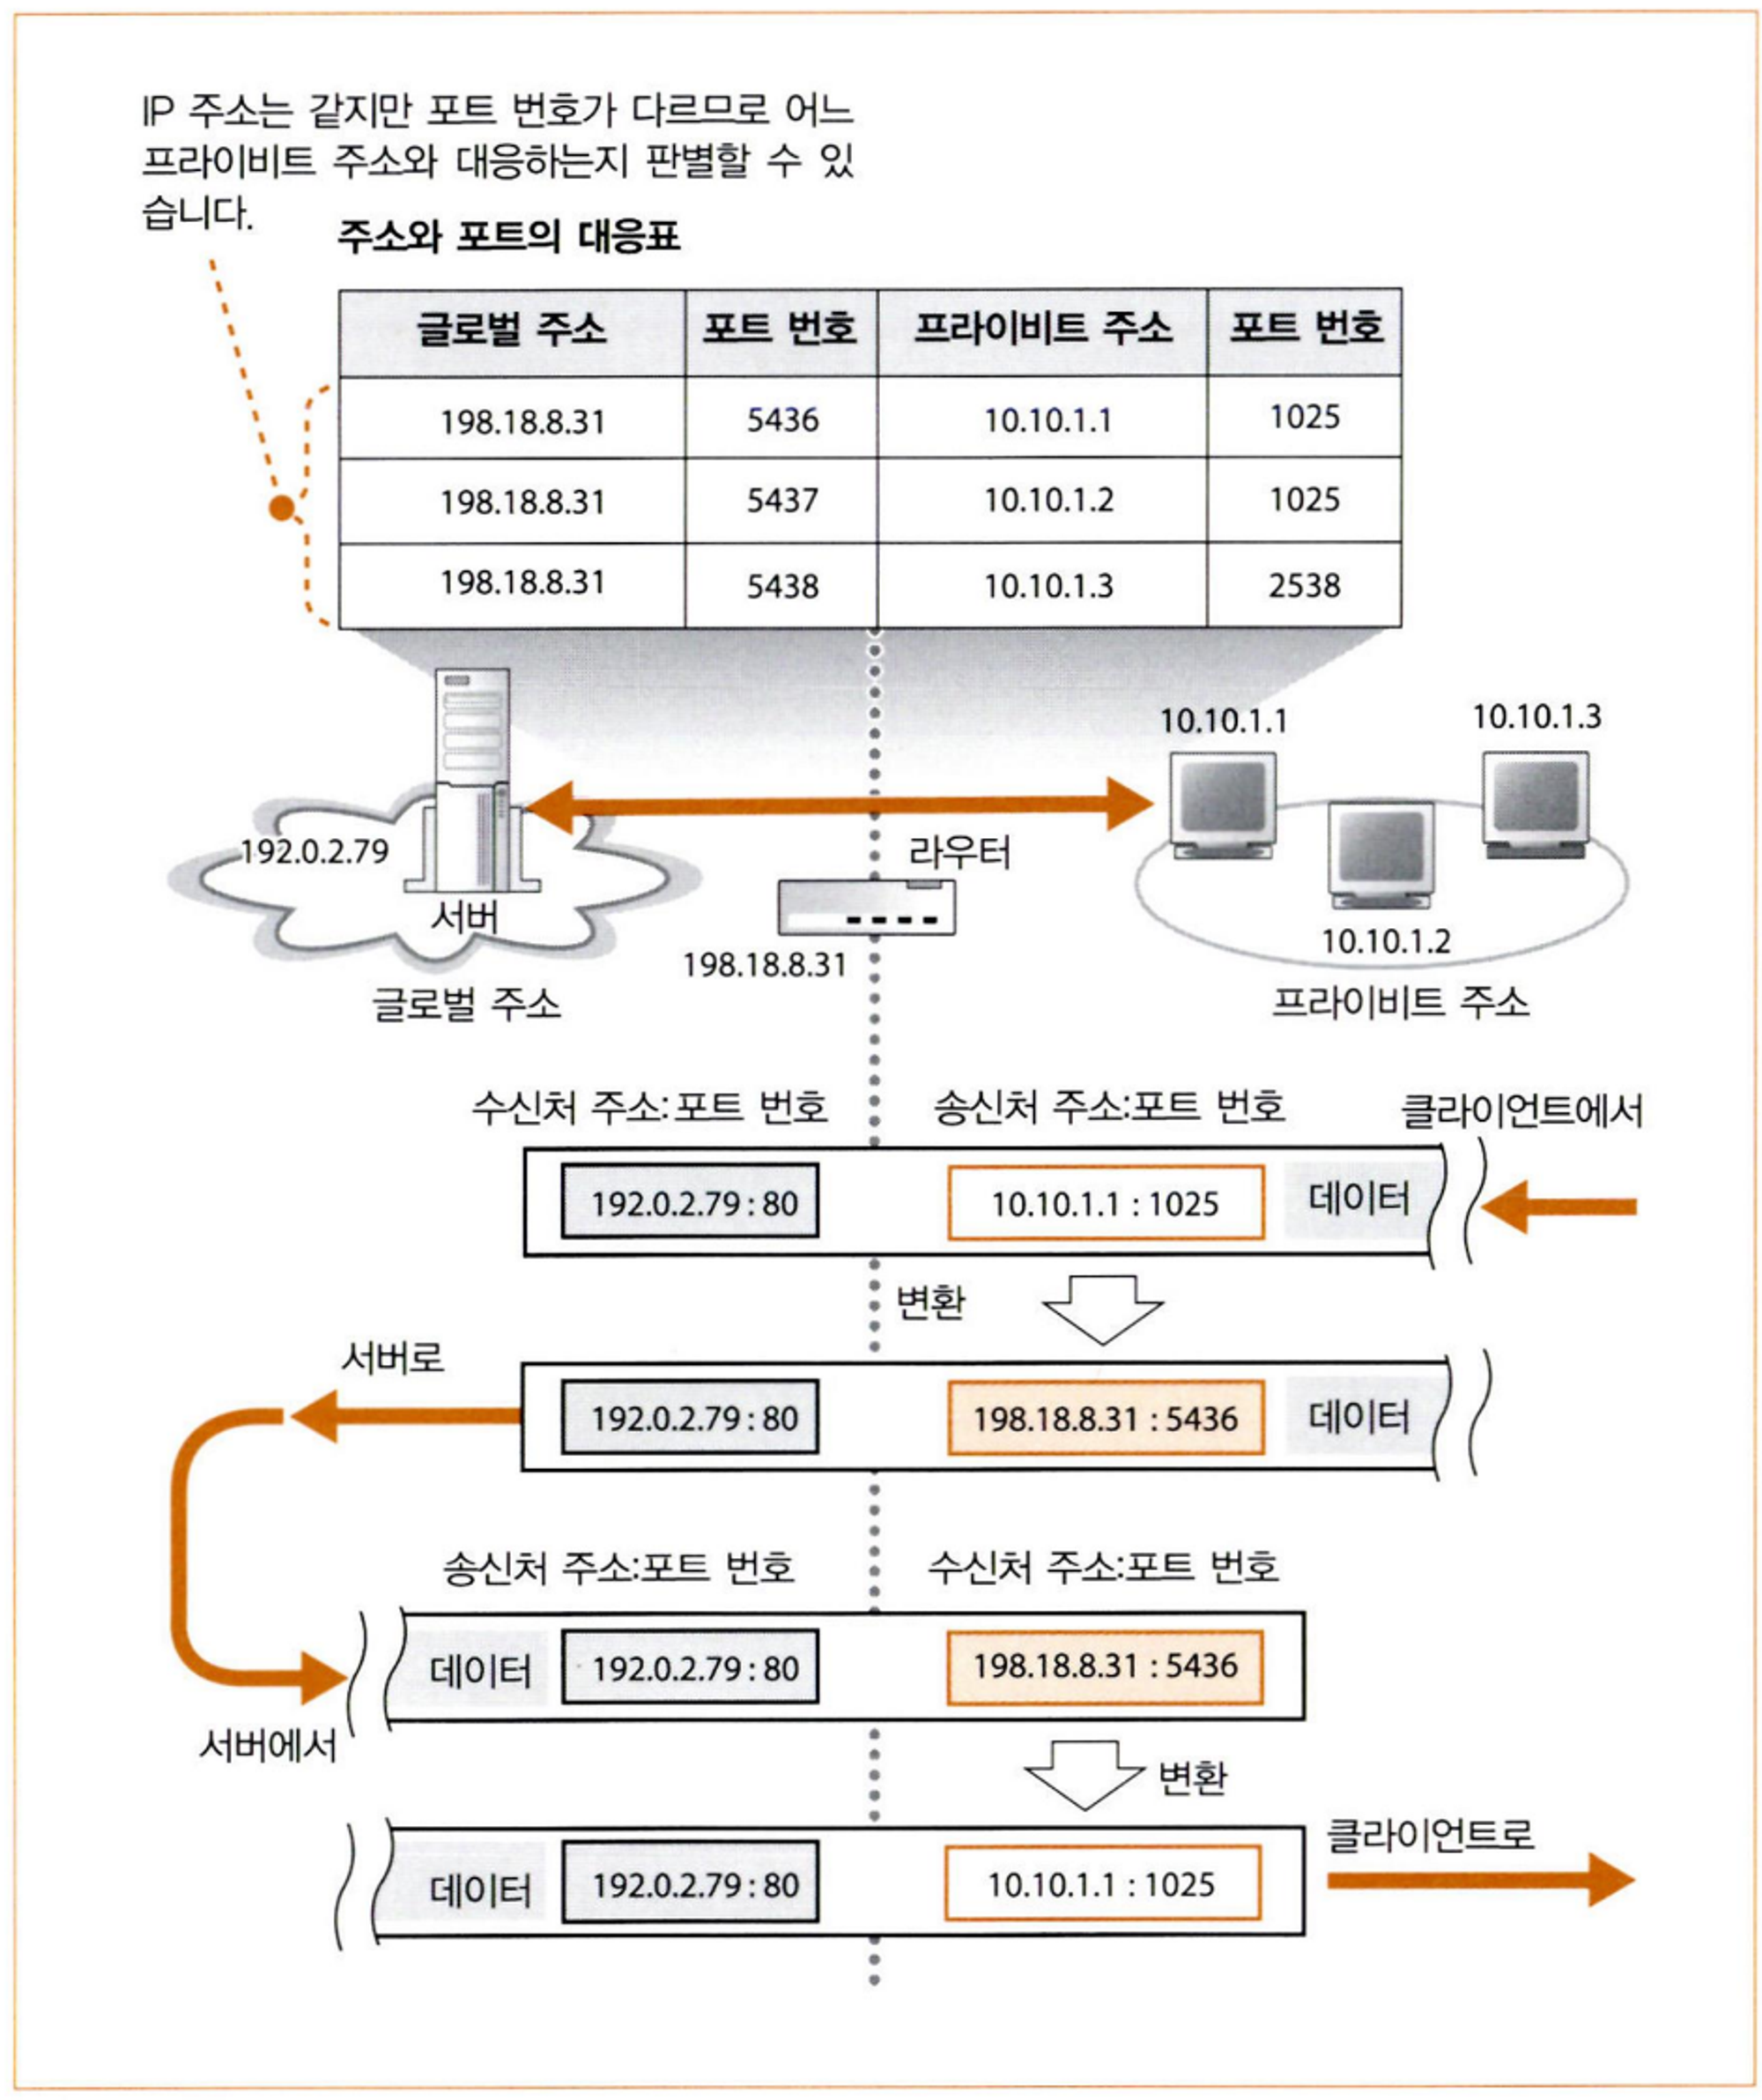 IP 주소는 같지만 포트 번호가 다르므로 어느
프라이비트 주소와 대응하는지 판별할 수 있
습니다.
주소와 포트의 대응표
글로벌 주소 포트 번호 프라이비트 주소 포트 번호
198.18.8.31 5436 10.10.1.1 1025
198.18.8.31 5437 10.10.1.2 1025
198.18.8.31 5438 10.10.1.3 2538
10.10.1.1
10.10.1.3
192.0.2.79
서버
라우터
10.10.1.2
198.18.8.31
글로벌 주소
프라이비트 주소
수신처 주소:포트 번호 송신처 주소:포트 번호 클라이언트에서
192.0.2.79 : 80 10.10.1.1 : 1025 데이터
변환
서버로
192.0.2.79 : 80 198.18.8.31 : 5436 데이터
송신처 주소:포트 번호 수신처 주소:포트 번호
데이터 192.0.2.79 : 80 198.18.8.31 : 5436
서버에서
변환
클라이언트로
데이터 192.0.2.79 : 80 10.10.1.1 : 1025